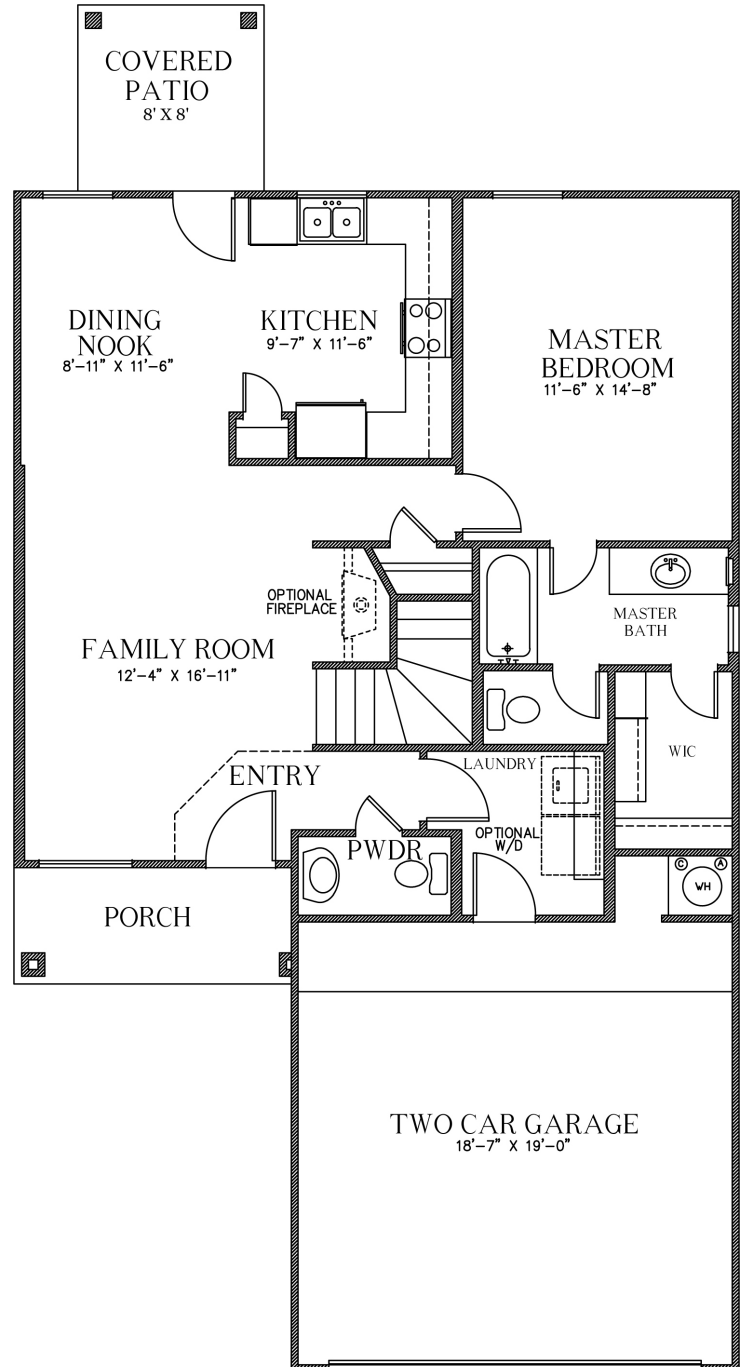 COVERED
PATIO
8' X 8'
DINING
NOOK
8'-11" X 11'-6"
KITCHEN
9'-7" X 11'-6"
MASTER
BEDROOM
11'-6" X 14'-8"
OPTIONAL
FIREPLACE
MASTER
BATH
FAMILY ROOM
12'-4" X 16'-11"
WIC
ENTRY
LAUNDRY
OPTIONAL
W/D
PWDR
C
A
WH
PORCH
TWO CAR GARAGE
18'-7" X 19'-0"